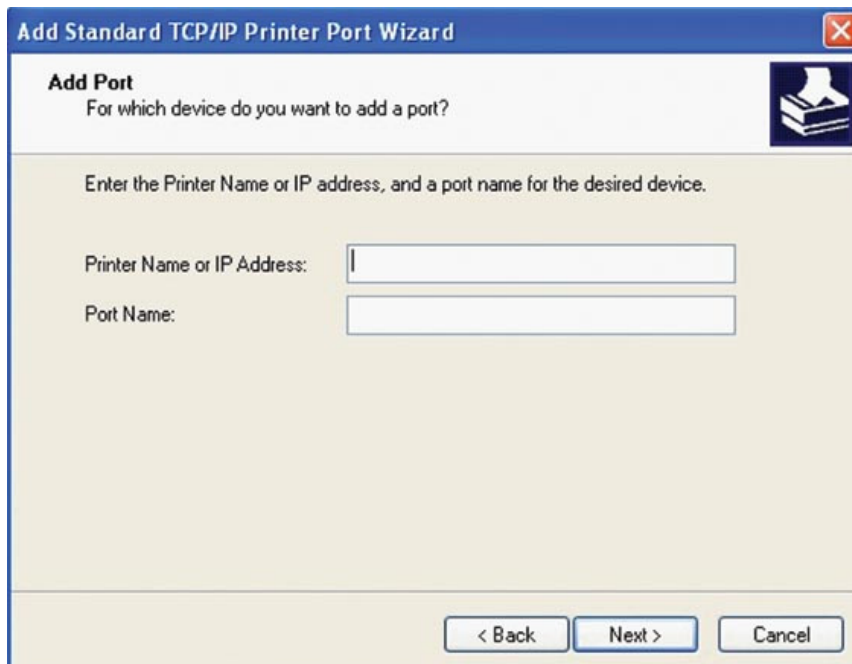 Add Standard TCP/IP Printer Port Wizard
Add Port
For which device do you want to add a port?
Enter the Printer Name or IP address, and a port name for the desired device.
Printer Name or IP Address:
Port Name:
< Back
Next >
Cancel